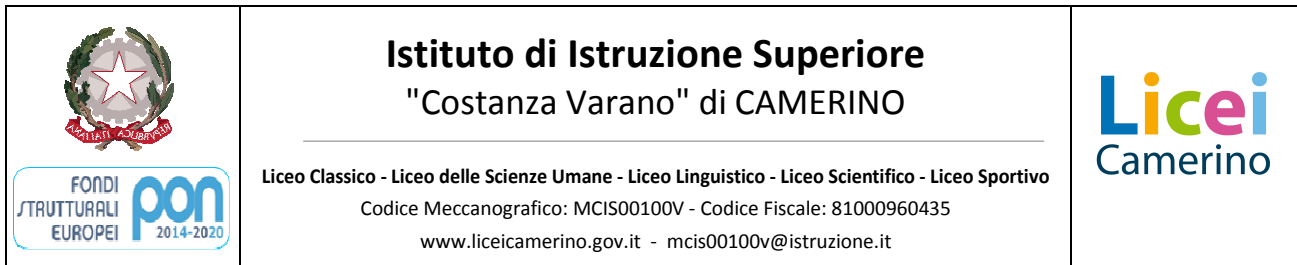 REPVBBLICA ITALIANA
FONDI
STRUTTURALI
EUROPEI
pon
2014-2020
Istituto di Istruzione Superiore
"Costanza Varano" di CAMERINO
Liceo Classico - Liceo delle Scienze Umane - Liceo Linguistico - Liceo Scientifico - Liceo Sportivo
Codice Meccanografico: MCIS00100V - Codice Fiscale: 81000960435
www.liceicamerino.gov.it - mcis00100v@istruzione.it
Licei
Camerino